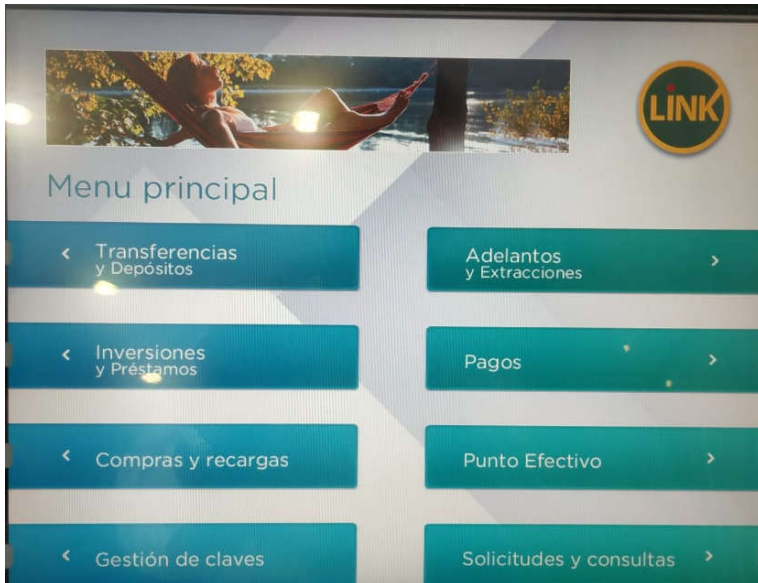 LINK
Menu principal
Transferencias
y Depósitos
Adelantos
y Extracciones
Inversiones
y Préstamos
Pagos
Compras y recargas
Punto Efectivo
Gestión de claves
Solicitudes y consultas